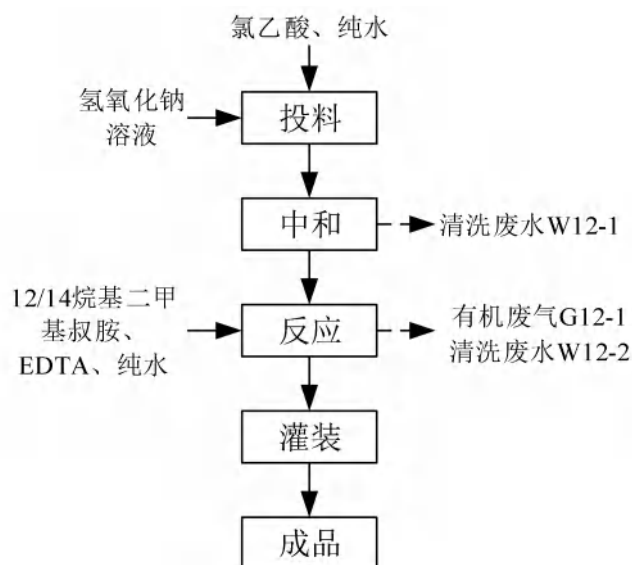 氯乙酸、纯水
氢氧化钠
溶液
投料
中和
清洗废水W12-1
12/14烷基二甲
基叔胺、
EDTA、纯水
反应
有机废气G12-1
清洗废水W12-2
灌装
成品